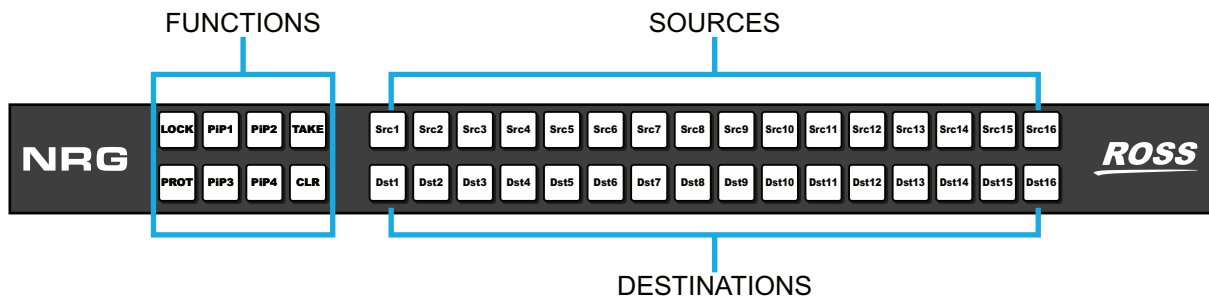 FUNCTIONS SOURCES
LOCK PiP1 PiP2 TAKE Src1 Src2 Src3 Src4 Src5 Src6 Src7 Src8 Src9 Src10 Src11 Src12 Src13 Src14 Src15 Src16
NRG ROSS
PROT PiP3 PiP4 CLR Dst1 Dst2 Dst3 Dst4 Dst5 Dst6 Dst7 Dst8 Dst9 Dst10 Dst11 Dst12 Dst13 Dst14 Dst15 Dst16
DESTINATIONS